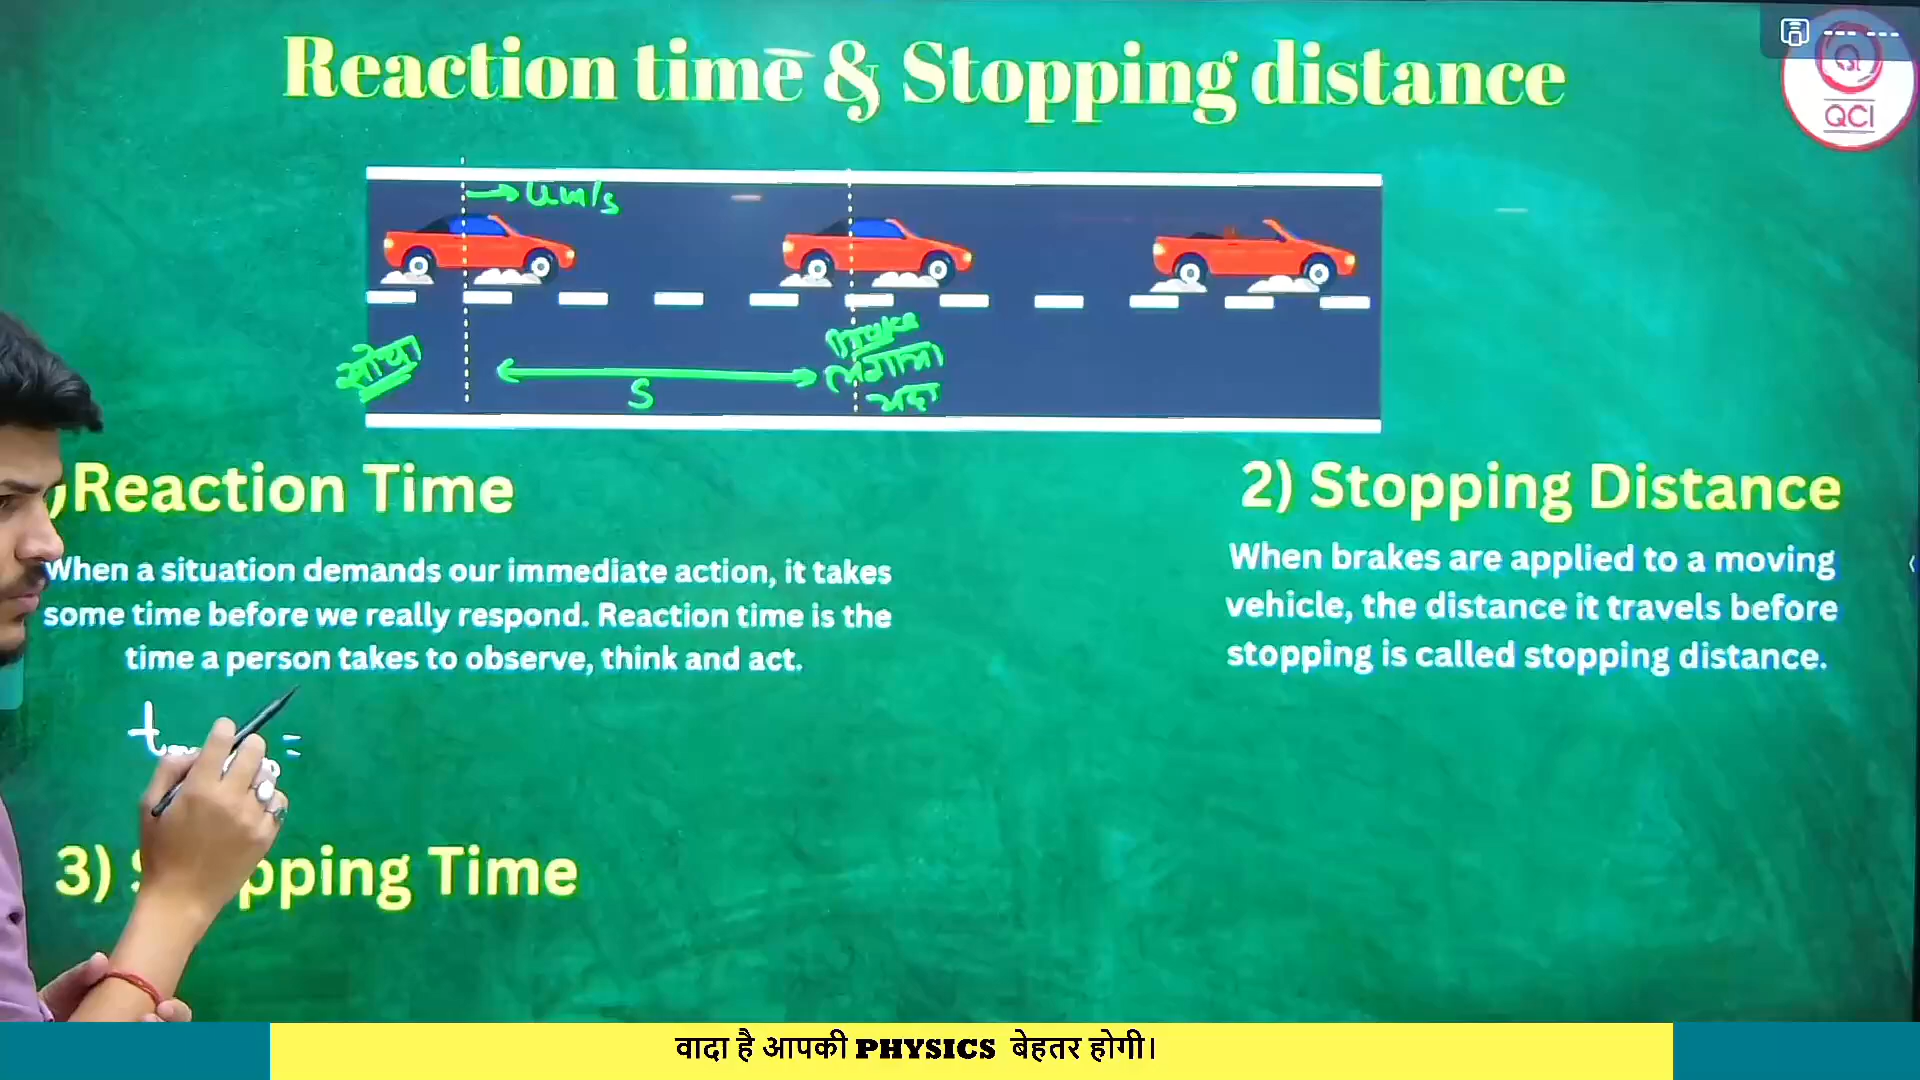 Reaction time & Stopping distance
QCI
u m/s
सोचा
S
ब्रेक
लगाना
पड़ा
)Reaction Time
When a situation demands our immediate action, it takes
some time before we really respond. Reaction time is the
time a person takes to observe, think and act.
2) Stopping Distance
When brakes are applied to a moving
vehicle, the distance it travels before
stopping is called stopping distance.
t =
3) S pping Time
वादा है आपकी PHYSICS बेहतर होगी।